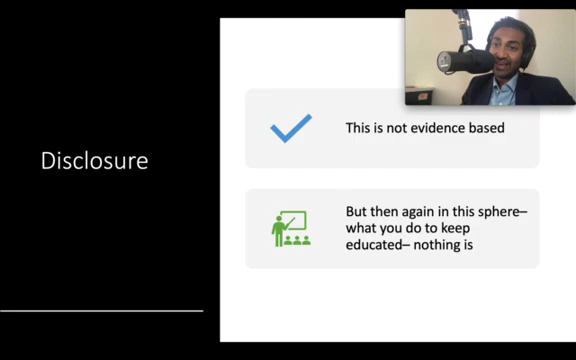 Disclosure
This is not evidence based
But then again in this sphere–
what you do to keep
educated– nothing is